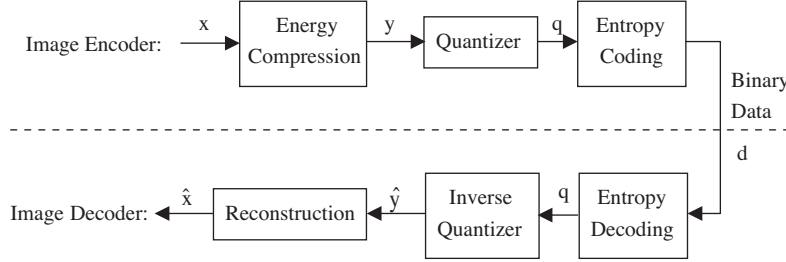 Image Encoder:
x
Energy
Compression
y
Quantizer
q
Entropy
Coding
Binary
Data
d
Image Decoder:
x̂
Reconstruction
ŷ
Inverse
Quantizer
q
Entropy
Decoding